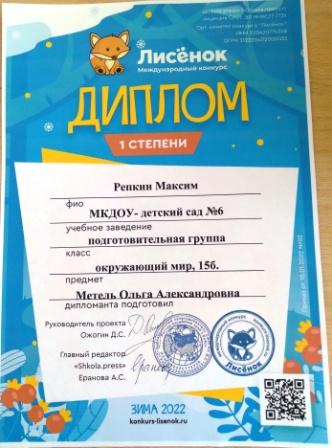 Лисёнок
Международный конкурс
ДИПЛОМ
1 СТЕПЕНИ
Репкин Максим
фио
МКДОУ- детский сад №6
учебное заведение
подготовительная группа
класс
окружающий мир, 15б.
предмет
Метель Ольга Александровна
дипломанта подготовил
Руководитель проекта
Ожогин Д.С.
Главный редактор
«Shkola.press»
Еранова А.С.
Лисёнок
ЗИМА 2022
konkurs-lisenok.ru